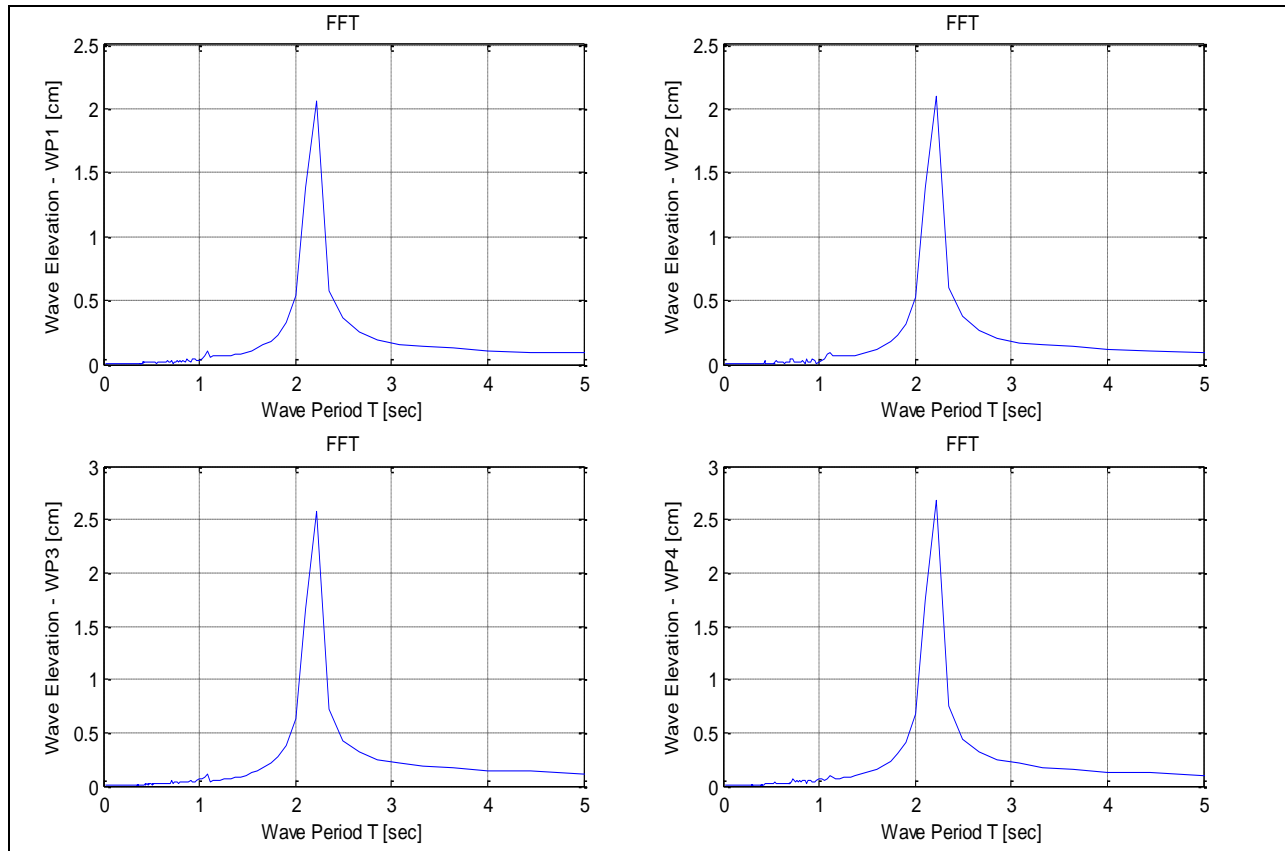 FFT
2.5
2
1.5
1
0.5
0
Wave Elevation - WP1 [cm]
0 1 2 3 4 5
Wave Period T [sec]
FFT
2.5
2
1.5
1
0.5
0
Wave Elevation - WP2 [cm]
0 1 2 3 4 5
Wave Period T [sec]
FFT
3
2.5
2
1.5
1
0.5
0
Wave Elevation - WP3 [cm]
0 1 2 3 4 5
Wave Period T [sec]
FFT
3
2.5
2
1.5
1
0.5
0
Wave Elevation - WP4 [cm]
0 1 2 3 4 5
Wave Period T [sec]